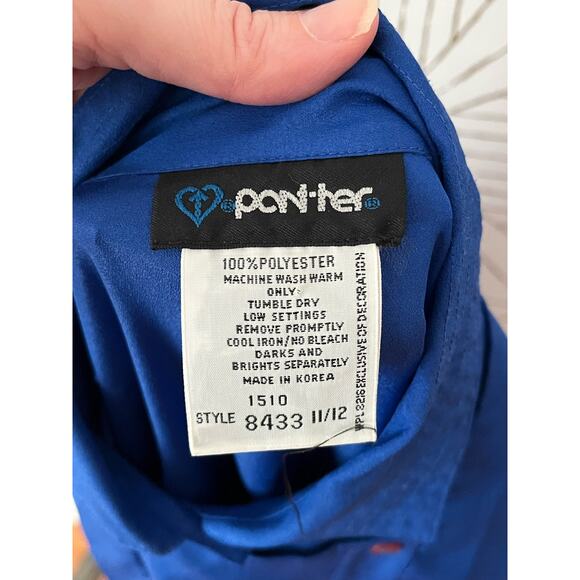 ® pant-ter ®
100% POLYESTER
MACHINE WASH WARM
ONLY
TUMBLE DRY
LOW SETTINGS
REMOVE PROMPTLY
COOL IRON/NO BLEACH
DARKS AND
BRIGHTS SEPARATELY
MADE IN KOREA
1510
STYLE 8433 11/12
WPL 8216 EXCLUSIVE OF DECORATION